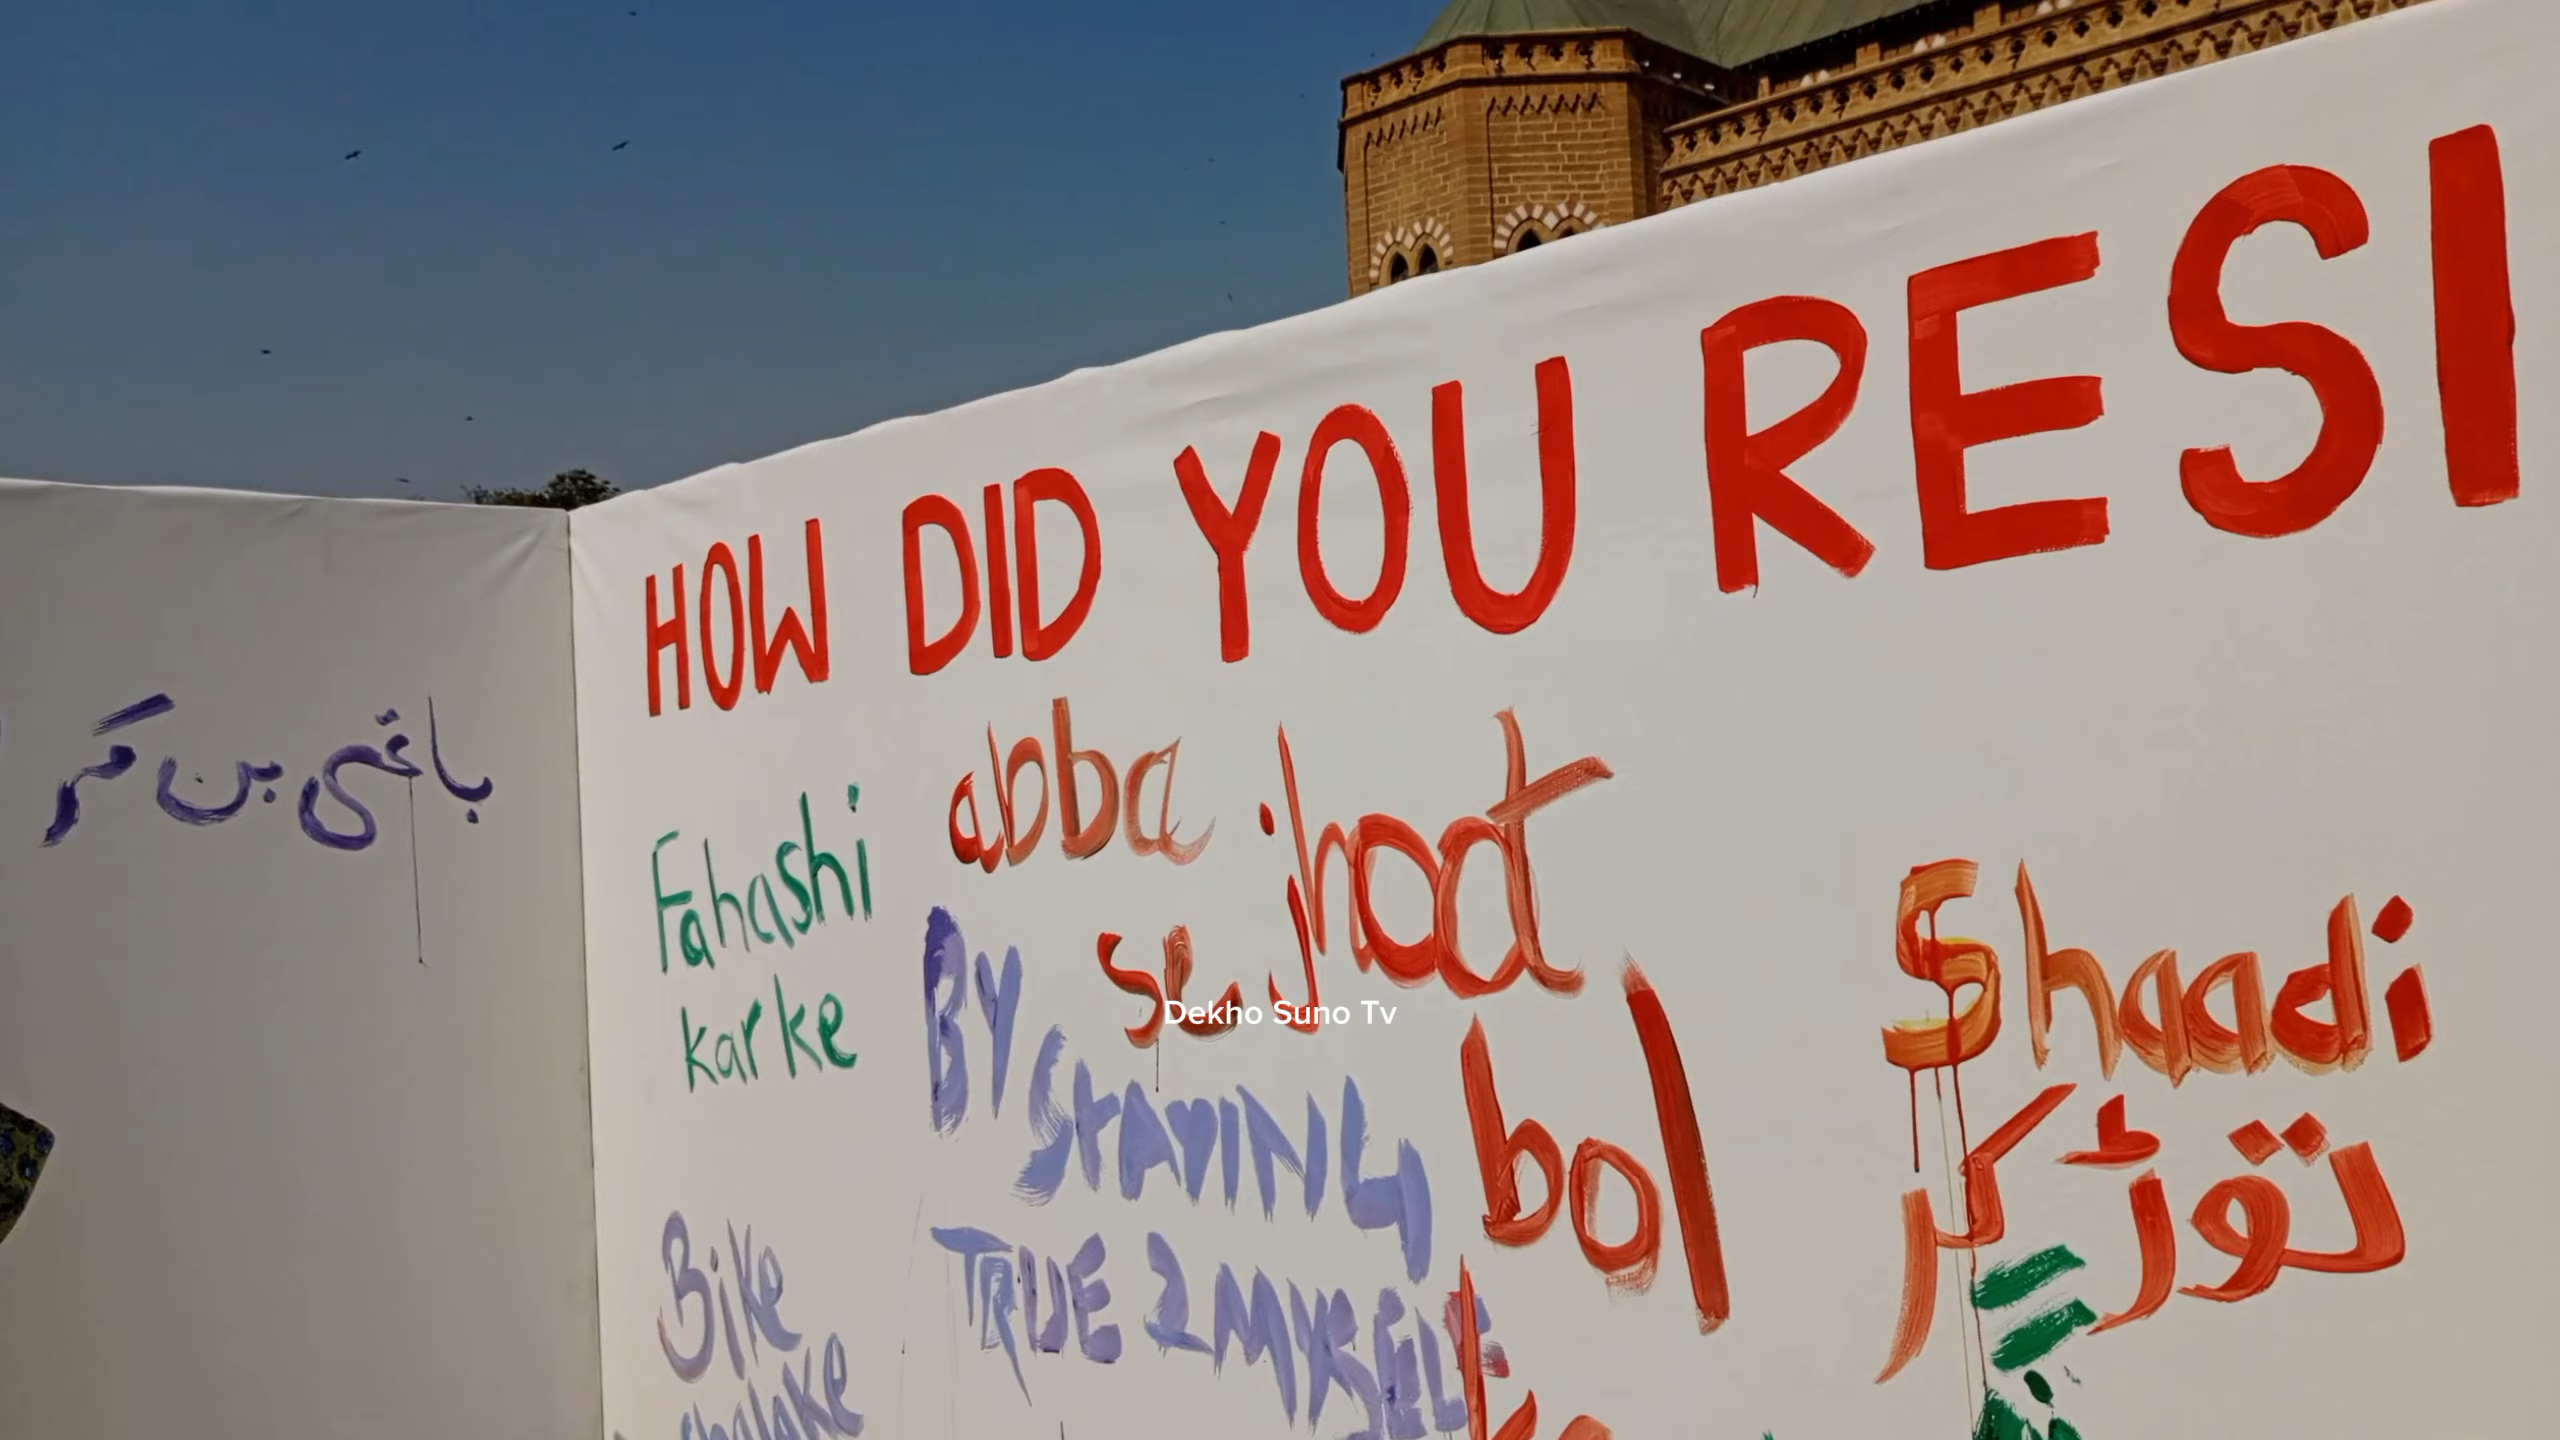 HOW DID YOU RESI
باغی بن کر
Fahashi
karke
abba
se jhoot
bol
BY
STAYING
TRUE 2 MYSELF
Bike
chalake
Shaadi
توڑ کر
Dekho Suno Tv